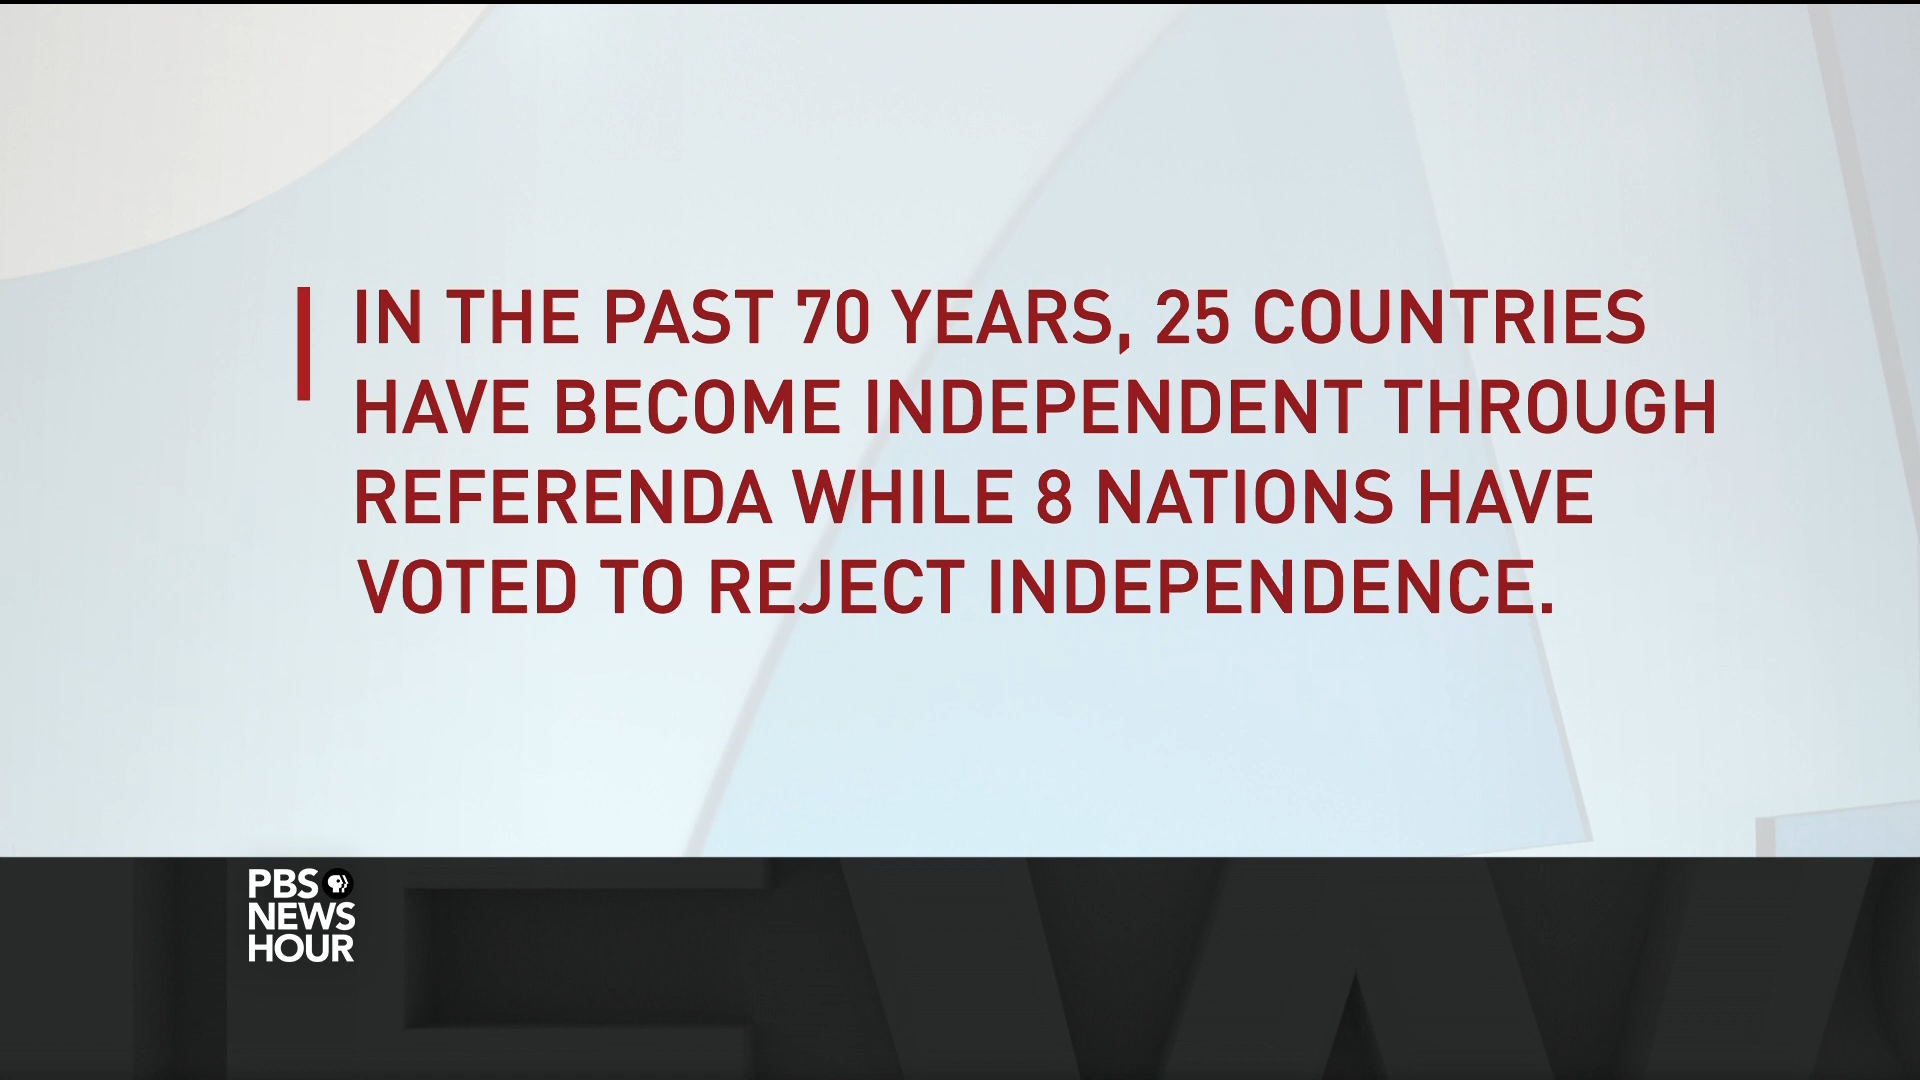 IN THE PAST 70 YEARS, 25 COUNTRIES
HAVE BECOME INDEPENDENT THROUGH
REFERENDA WHILE 8 NATIONS HAVE
VOTED TO REJECT INDEPENDENCE.
PBS
NEWS
HOUR